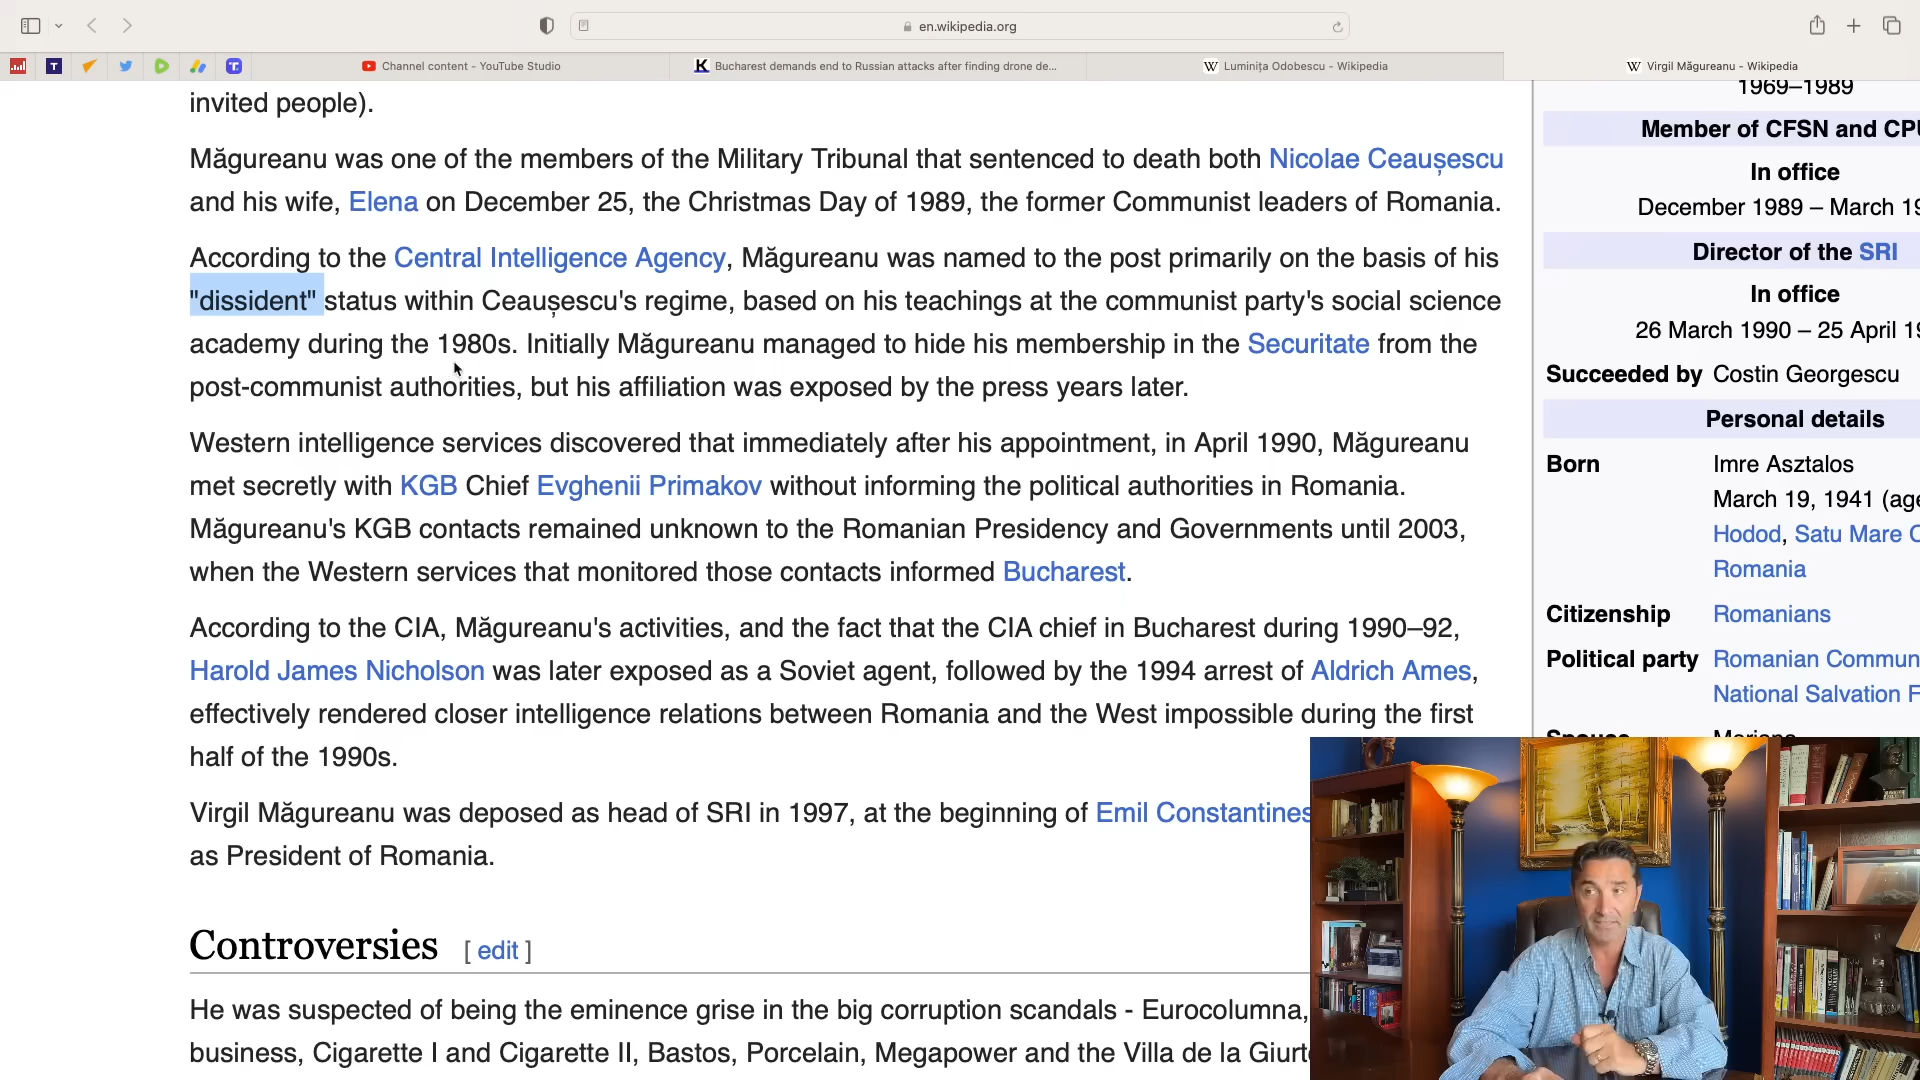 en.wikipedia.org
Channel content - YouTube Studio
Bucharest demands end to Russian attacks after finding drone de...
Luminița Odobescu - Wikipedia
Virgil Măgureanu - Wikipedia
invited people).
Măgureanu was one of the members of the Military Tribunal that sentenced to death both Nicolae Ceaușescu
and his wife, Elena on December 25, the Christmas Day of 1989, the former Communist leaders of Romania.
According to the Central Intelligence Agency, Măgureanu was named to the post primarily on the basis of his
"dissident" status within Ceaușescu's regime, based on his teachings at the communist party's social science
academy during the 1980s. Initially Măgureanu managed to hide his membership in the Securitate from the
post-communist authorities, but his affiliation was exposed by the press years later.
Western intelligence services discovered that immediately after his appointment, in April 1990, Măgureanu
met secretly with KGB Chief Evghenii Primakov without informing the political authorities in Romania.
Măgureanu's KGB contacts remained unknown to the Romanian Presidency and Governments until 2003,
when the Western services that monitored those contacts informed Bucharest.
According to the CIA, Măgureanu's activities, and the fact that the CIA chief in Bucharest during 1990–92,
Harold James Nicholson was later exposed as a Soviet agent, followed by the 1994 arrest of Aldrich Ames,
effectively rendered closer intelligence relations between Romania and the West impossible during the first
half of the 1990s.
Virgil Măgureanu was deposed as head of SRI in 1997, at the beginning of Emil Constantines
as President of Romania.
Controversies [ edit ]
He was suspected of being the eminence grise in the big corruption scandals - Eurocolumna,
business, Cigarette I and Cigarette II, Bastos, Porcelain, Megapower and the Villa de la Giurt
1969–1989
Member of CFSN and CPU
In office
December 1989 – March 19
Director of the SRI
In office
26 March 1990 – 25 April 19
Succeeded by Costin Georgescu
Personal details
Born Imre Asztalos
March 19, 1941 (age
Hodod, Satu Mare C
Romania
Citizenship Romanians
Political party Romanian Commun
National Salvation F